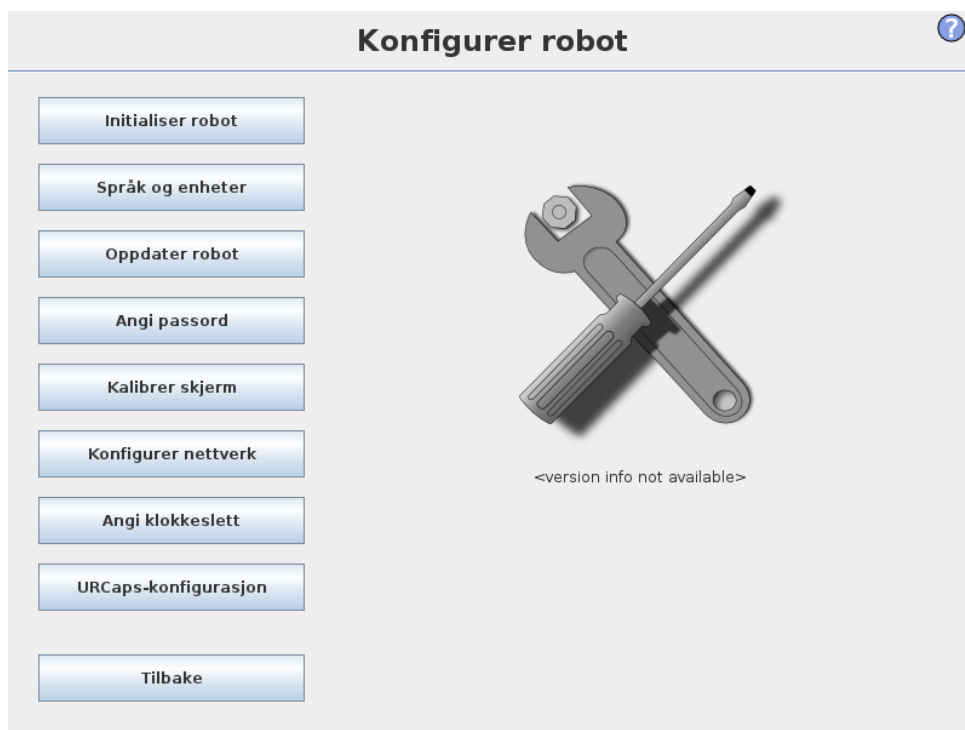 Konfigurer robot
?
Initialiser robot
Språk og enheter
Oppdater robot
Angi passord
Kalibrer skjerm
Konfigurer nettverk
Angi klokkeslett
URCaps-konfigurasjon
Tilbake
<version info not available>